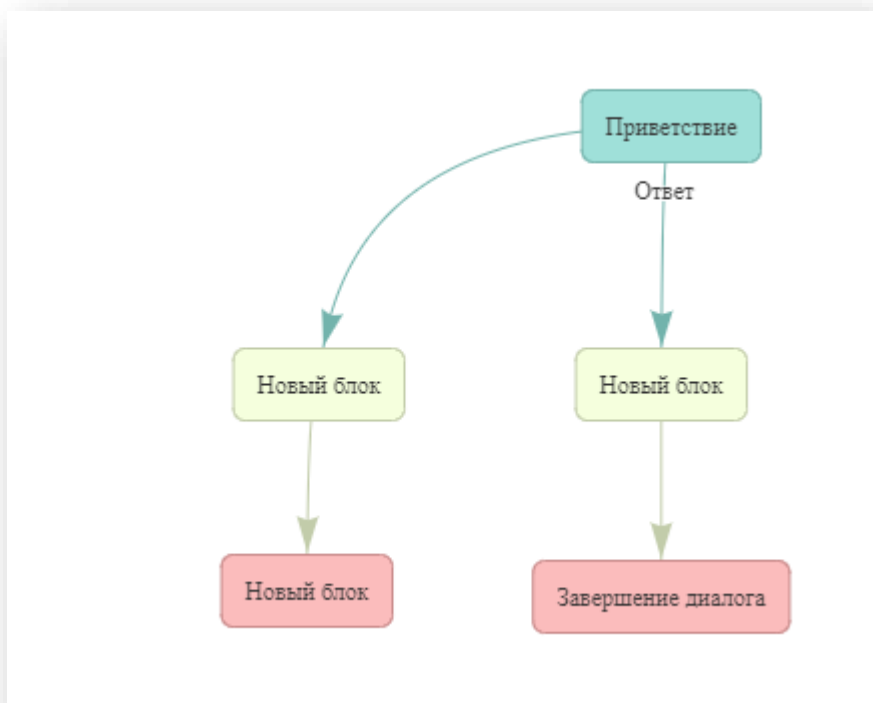 Приветствие
Ответ
Новый блок
Новый блок
Новый блок
Завершение диалога